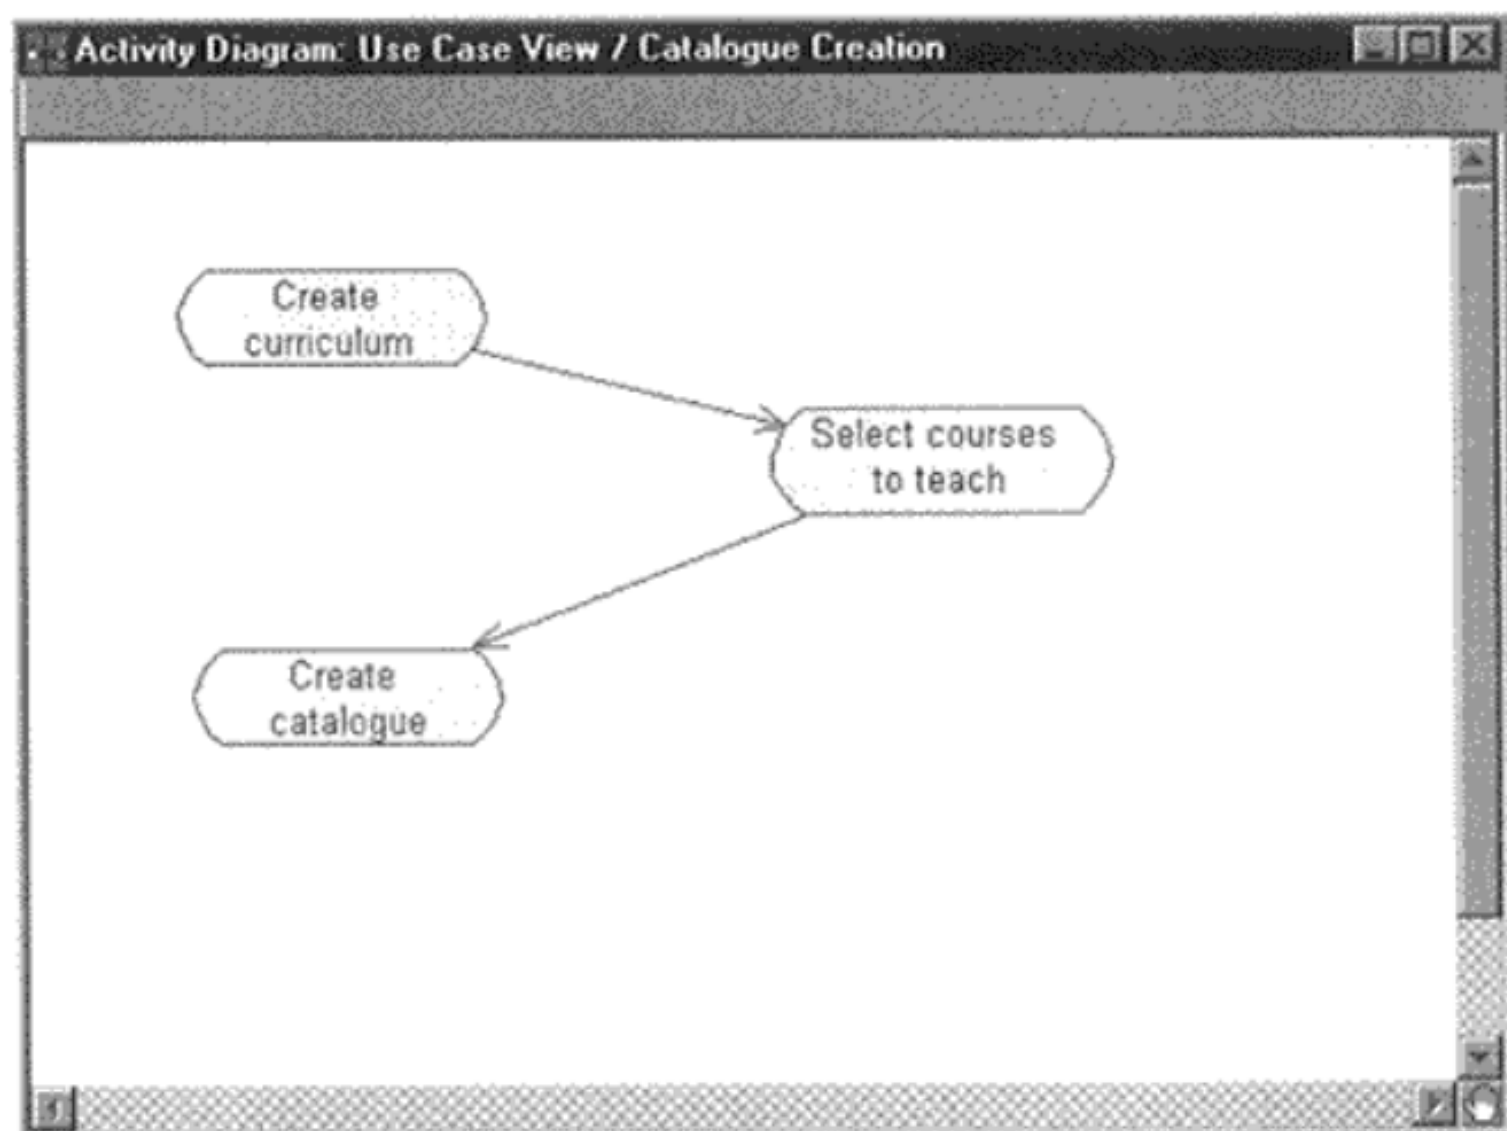 Activity Diagram: Use Case View / Catalogue Creation
Create
curriculum
Select courses
to teach
Create
catalogue